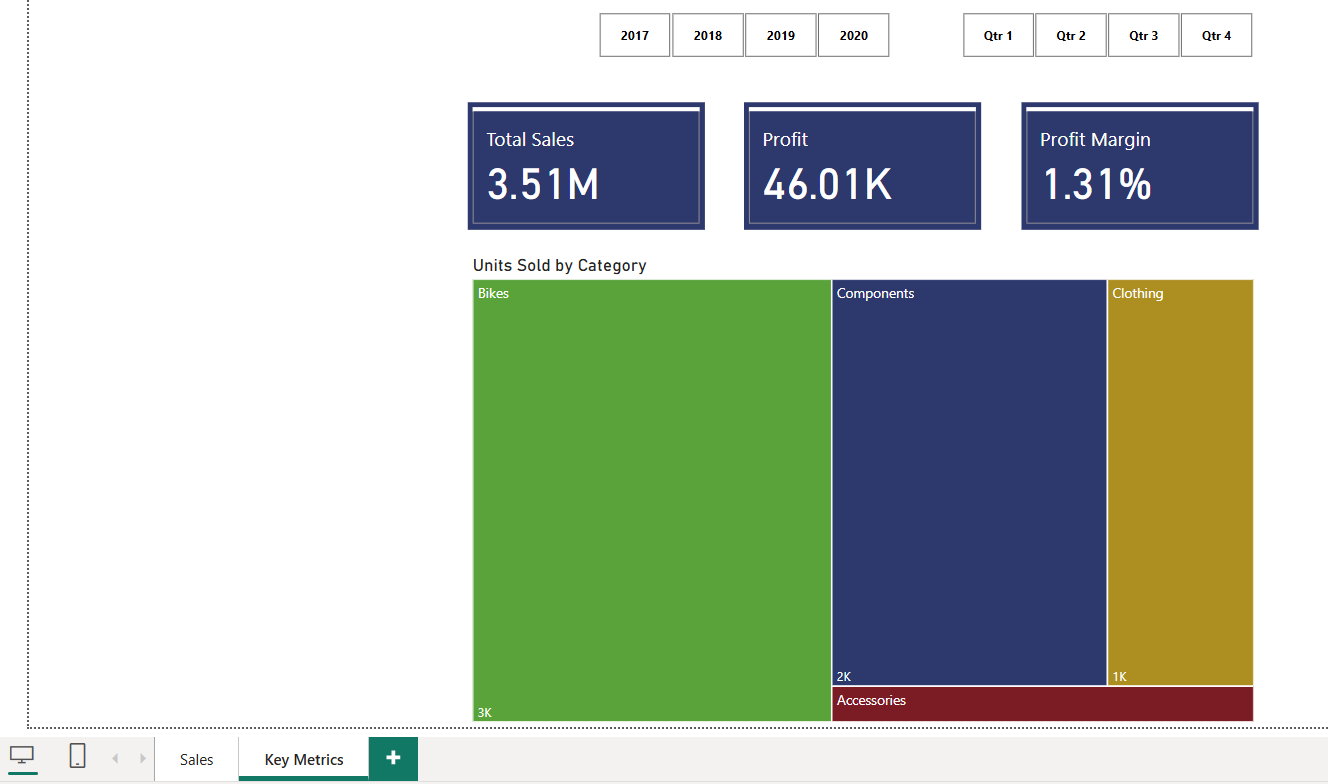 2017 2018 2019 2020 Qtr 1 Qtr 2 Qtr 3 Qtr 4
Total Sales
3.51M
Profit
46.01K
Profit Margin
1.31%
Units Sold by Category
Bikes
3K
Components
2K
Clothing
1K
Accessories
Sales Key Metrics +